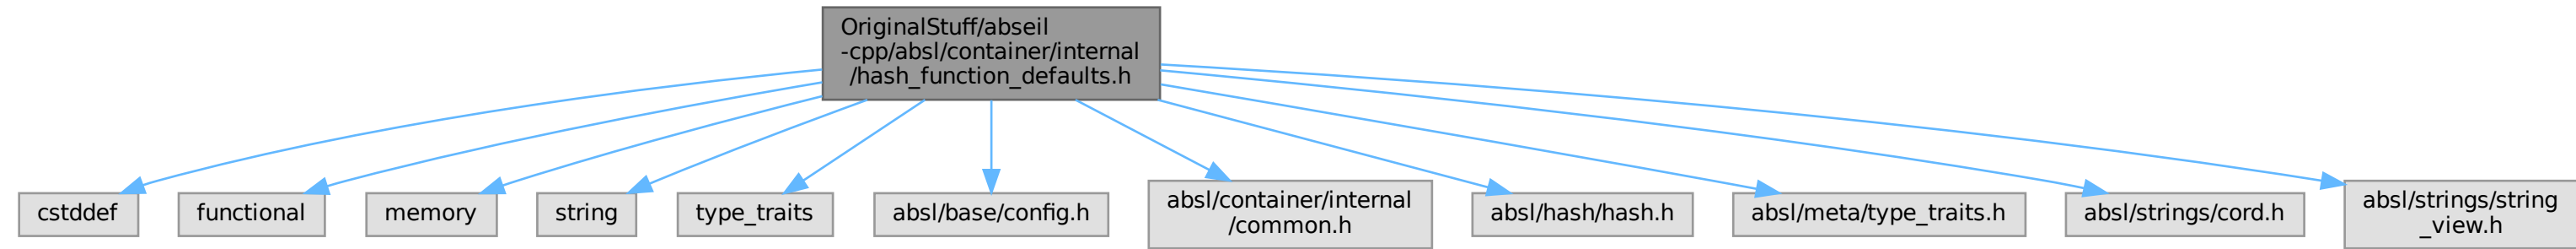 OriginalStuff/abseil
-cpp/absl/container/internal
/hash_function_defaults.h
cstddef
functional
memory
string
type_traits
absl/base/config.h
absl/container/internal
/common.h
absl/hash/hash.h
absl/meta/type_traits.h
absl/strings/cord.h
absl/strings/string
_view.h